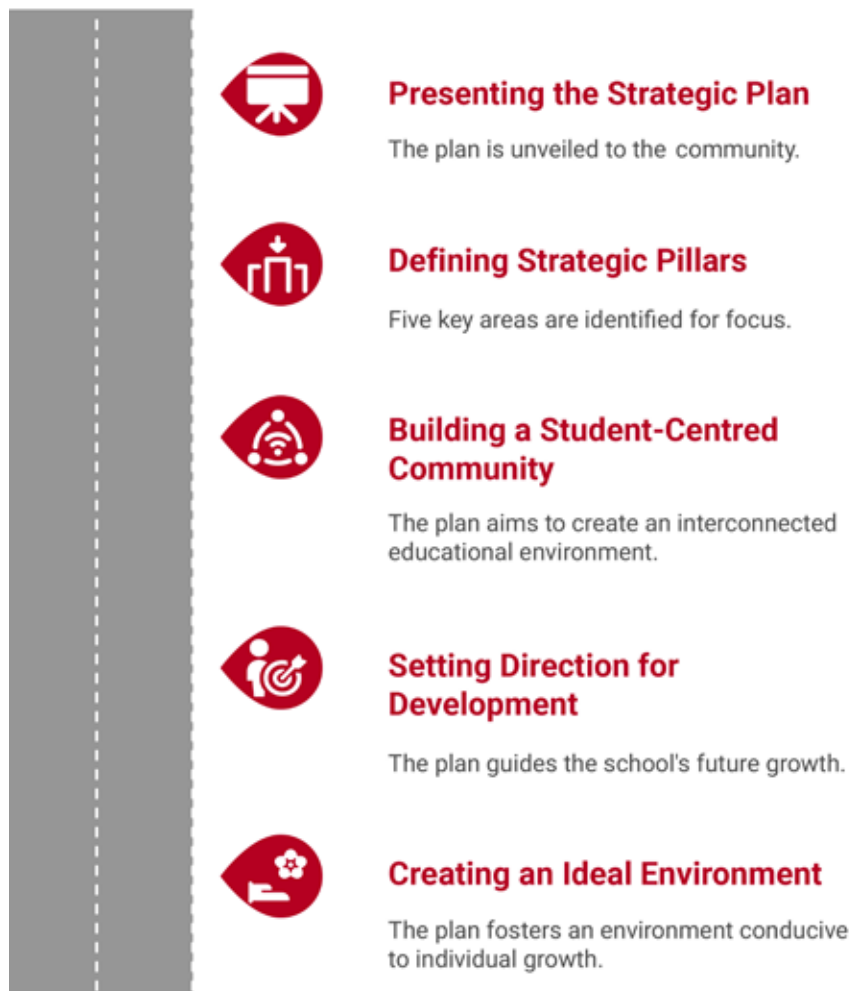 Presenting the Strategic Plan
The plan is unveiled to the community.
Defining Strategic Pillars
Five key areas are identified for focus.
Building a Student-Centred
Community
The plan aims to create an interconnected
educational environment.
Setting Direction for
Development
The plan guides the school's future growth.
Creating an Ideal Environment
The plan fosters an environment conducive
to individual growth.